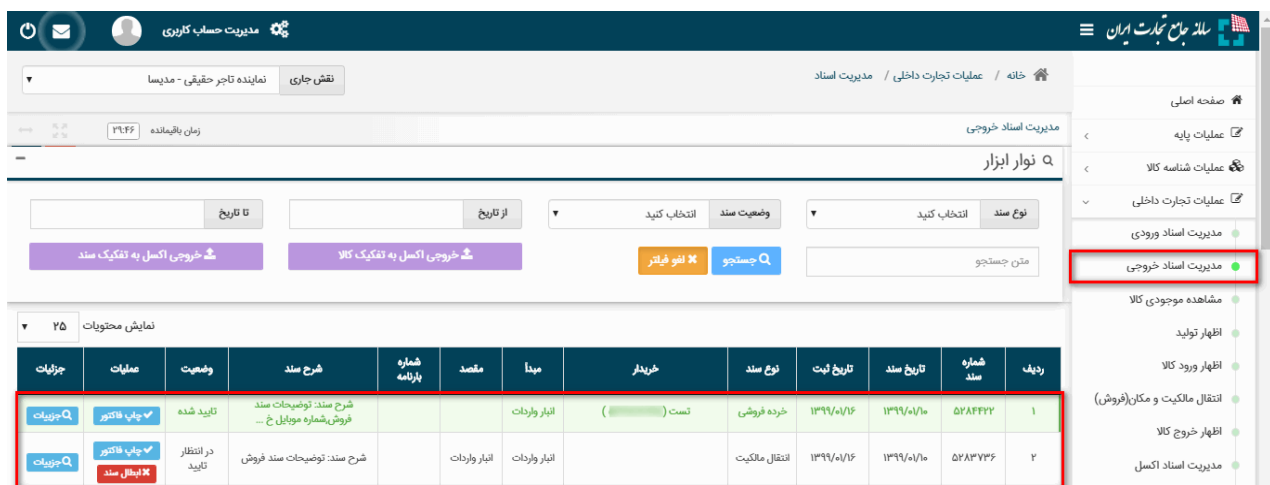 سامانه جامع تجارت ایران
مدیریت حساب کاربری
خانه / عملیات تجارت داخلی / مدیریت اسناد
نقش جاری
نماینده تاجر حقیقی - مدیسا
مدیریت اسناد خروجی
زمان باقیمانده ۲۹:۴۶
نوار ابزار
نوع سند انتخاب کنید
وضعیت سند انتخاب کنید
از تاریخ
تا تاریخ
متن جستجو
جستجو
لغو فیلتر
خروجی اکسل به تفکیک کالا
خروجی اکسل به تفکیک سند
نمایش محتویات ۲۵
ردیف شماره سند تاریخ سند تاریخ ثبت نوع سند خریدار مبدأ مقصد شماره بارنامه شرح سند وضعیت عملیات جزئیات
۱ ۵۲۸۴۴۲۲ ۱۳۹۹/۰۱/۱۰ ۱۳۹۹/۰۱/۱۶ خرده فروشی تست ( ) انبار واردات شرح سند: توضیحات سند فروش,شماره موبایل خ ... تایید شده چاپ فاکتور جزییات
۲ ۵۲۸۳۷۳۶ ۱۳۹۹/۰۱/۱۰ ۱۳۹۹/۰۱/۱۶ انتقال مالکیت انبار واردات انبار واردات شرح سند: توضیحات سند فروش در انتظار تایید چاپ فاکتور ابطال سند جزییات
صفحه اصلی
عملیات پایه
عملیات شناسه کالا
عملیات تجارت داخلی
مدیریت اسناد ورودی
مدیریت اسناد خروجی
مشاهده موجودی کالا
اظهار تولید
اظهار ورود کالا
انتقال مالکیت و مکان(فروش)
اظهار خروج کالا
مدیریت اسناد اکسل